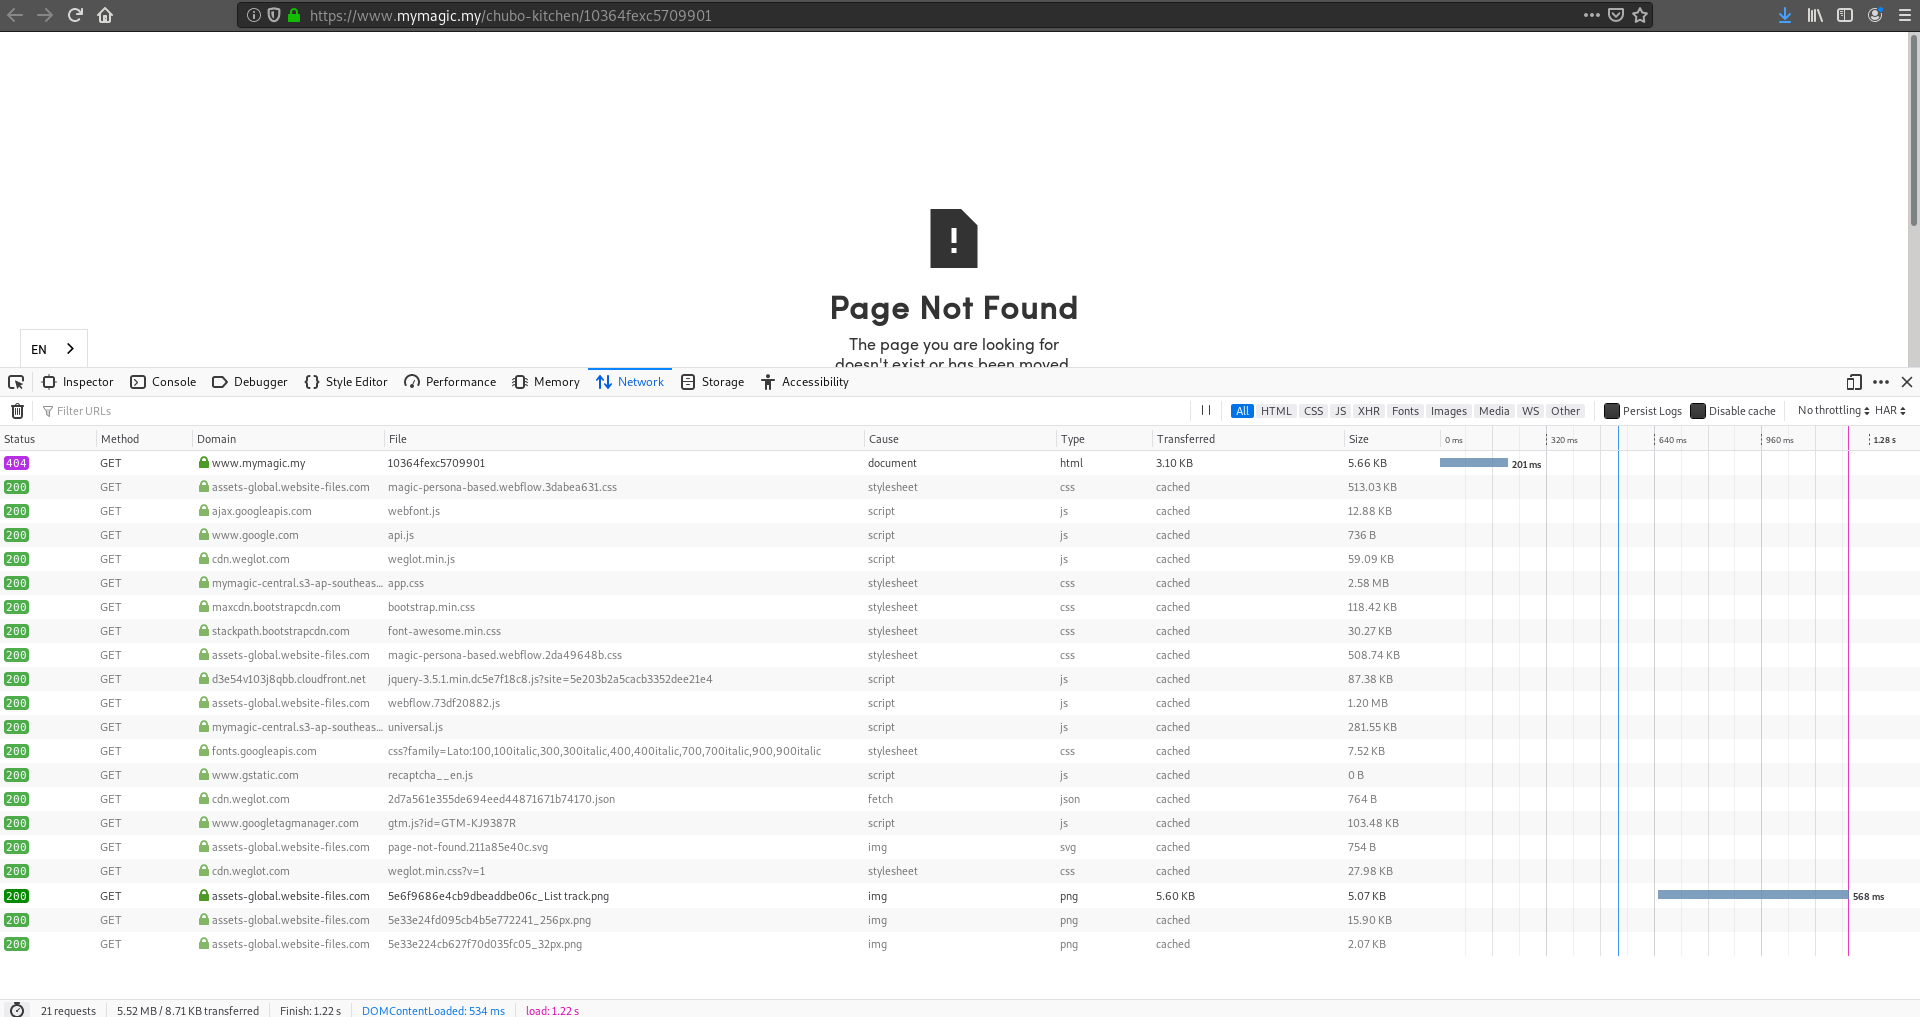 https://www.mymagic.my/chubo-kitchen/10364fexc5709901
!
Page Not Found
The page you are looking for
doesn't exist or has been moved
EN
Inspector Console Debugger Style Editor Performance Memory Network Storage Accessibility
Filter URLs All HTML CSS JS XHR Fonts Images Media WS Other Persist Logs Disable cache No throttling HAR
Status Method Domain File Cause Type Transferred Size 0 ms 320 ms 640 ms 960 ms 1.28 s
404 GET www.mymagic.my 10364fexc5709901 document html 3.10 KB 5.66 KB 201 ms
200 GET assets-global.website-files.com magic-persona-based.webflow.3dabea631.css stylesheet css cached 513.03 KB
200 GET ajax.googleapis.com webfont.js script js cached 12.88 KB
200 GET www.google.com api.js script js cached 736 B
200 GET cdn.weglot.com weglot.min.js script js cached 59.09 KB
200 GET mymagic-central.s3-ap-southeas... app.css stylesheet css cached 2.58 MB
200 GET maxcdn.bootstrapcdn.com bootstrap.min.css stylesheet css cached 118.42 KB
200 GET stackpath.bootstrapcdn.com font-awesome.min.css stylesheet css cached 30.27 KB
200 GET assets-global.website-files.com magic-persona-based.webflow.2da49648b.css stylesheet css cached 508.74 KB
200 GET d3e54v103j8qbb.cloudfront.net jquery-3.5.1.min.dc5e7f18c8.js?site=5e203b2a5cacb3352dee21e4 script js cached 87.38 KB
200 GET assets-global.website-files.com webflow.73df20882.js script js cached 1.20 MB
200 GET mymagic-central.s3-ap-southeas... universal.js script js cached 281.55 KB
200 GET fonts.googleapis.com css?family=Lato:100,100italic,300,300italic,400,400italic,700,700italic,900,900italic stylesheet css cached 7.52 KB
200 GET www.gstatic.com recaptcha__en.js script js cached 0 B
200 GET cdn.weglot.com 2d7a561e355de694eed44871671b74170.json fetch json cached 764 B
200 GET www.googletagmanager.com gtm.js?id=GTM-KJ9387R script js cached 103.48 KB
200 GET assets-global.website-files.com page-not-found.211a85e40c.svg img svg cached 754 B
200 GET cdn.weglot.com weglot.min.css?v=1 stylesheet css cached 27.98 KB
200 GET assets-global.website-files.com 5e6f9686e4cb9dbeaddbe06c_List track.png img png 5.60 KB 5.07 KB 568 ms
200 GET assets-global.website-files.com 5e33e24fd095cb4b5e772241_256px.png img png cached 15.90 KB
200 GET assets-global.website-files.com 5e33e224cb627f70d035fc05_32px.png img png cached 2.07 KB
21 requests 5.52 MB / 8.71 KB transferred Finish: 1.22 s DOMContentLoaded: 534 ms load: 1.22 s